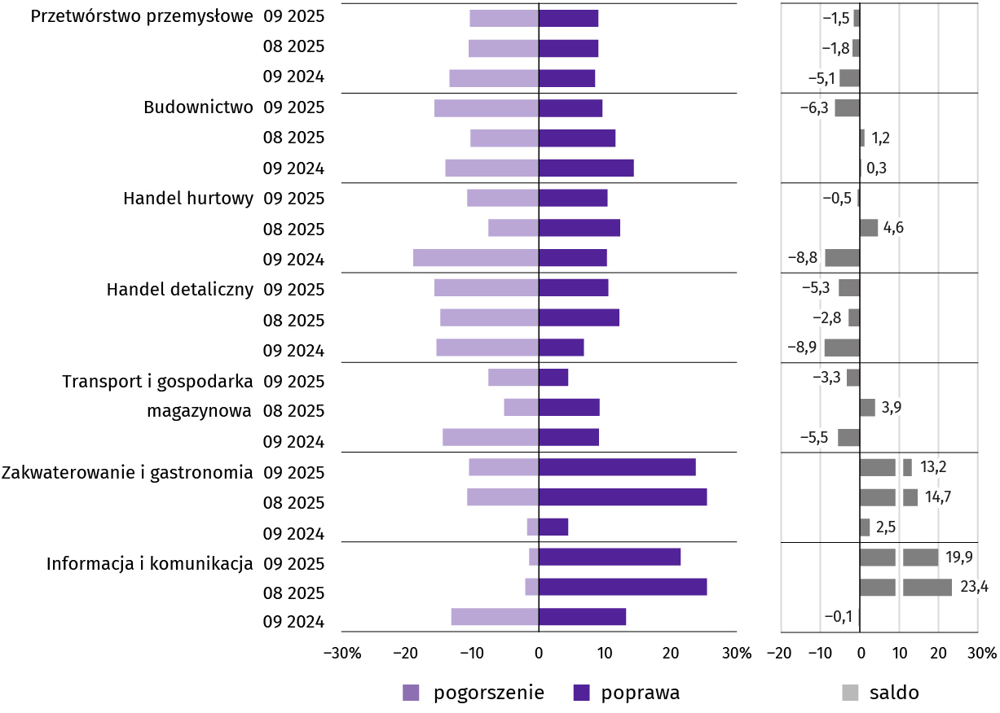 Przetwórstwo przemysłowe 09 2025 −1,5
08 2025 −1,8
09 2024 −5,1
Budownictwo 09 2025 −6,3
08 2025 1,2
09 2024 0,3
Handel hurtowy 09 2025 −0,5
08 2025 4,6
09 2024 −8,8
Handel detaliczny 09 2025 −5,3
08 2025 −2,8
09 2024 −8,9
Transport i gospodarka 09 2025 −3,3
magazynowa 08 2025 3,9
09 2024 −5,5
Zakwaterowanie i gastronomia 09 2025 13,2
08 2025 14,7
09 2024 2,5
Informacja i komunikacja 09 2025 19,9
08 2025 23,4
09 2024 −0,1
−30% −20 −10 0 10 20 30% −20 −10 0 10 20 30%
pogorszenie poprawa saldo